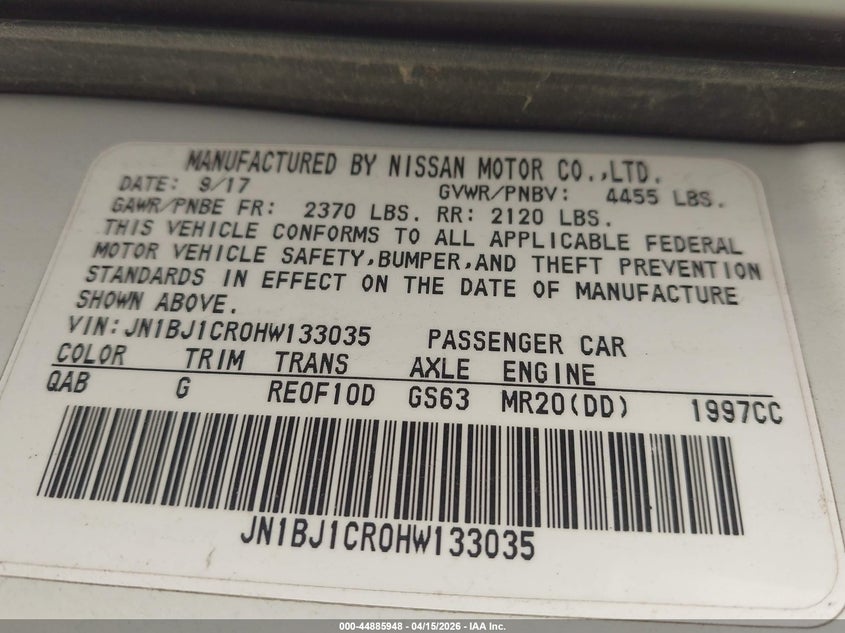 MANUFACTURED BY NISSAN MOTOR CO.,LTD.
DATE: 9/17 GVWR/PNBV: 4455 LBS.
GAWR/PNBE FR: 2370 LBS. RR: 2120 LBS.
THIS VEHICLE CONFORMS TO ALL APPLICABLE FEDERAL
MOTOR VEHICLE SAFETY,BUMPER,AND THEFT PREVENTION
STANDARDS IN EFFECT ON THE DATE OF MANUFACTURE
SHOWN ABOVE.
VIN:JN1BJ1CR0HW133035 PASSENGER CAR
COLOR TRIM TRANS AXLE ENGINE
QAB G RE0F10D GS63 MR20(DD) 1997CC
JN1BJ1CR0HW133035
000-44885948 - 04/15/2026 - IAA Inc.